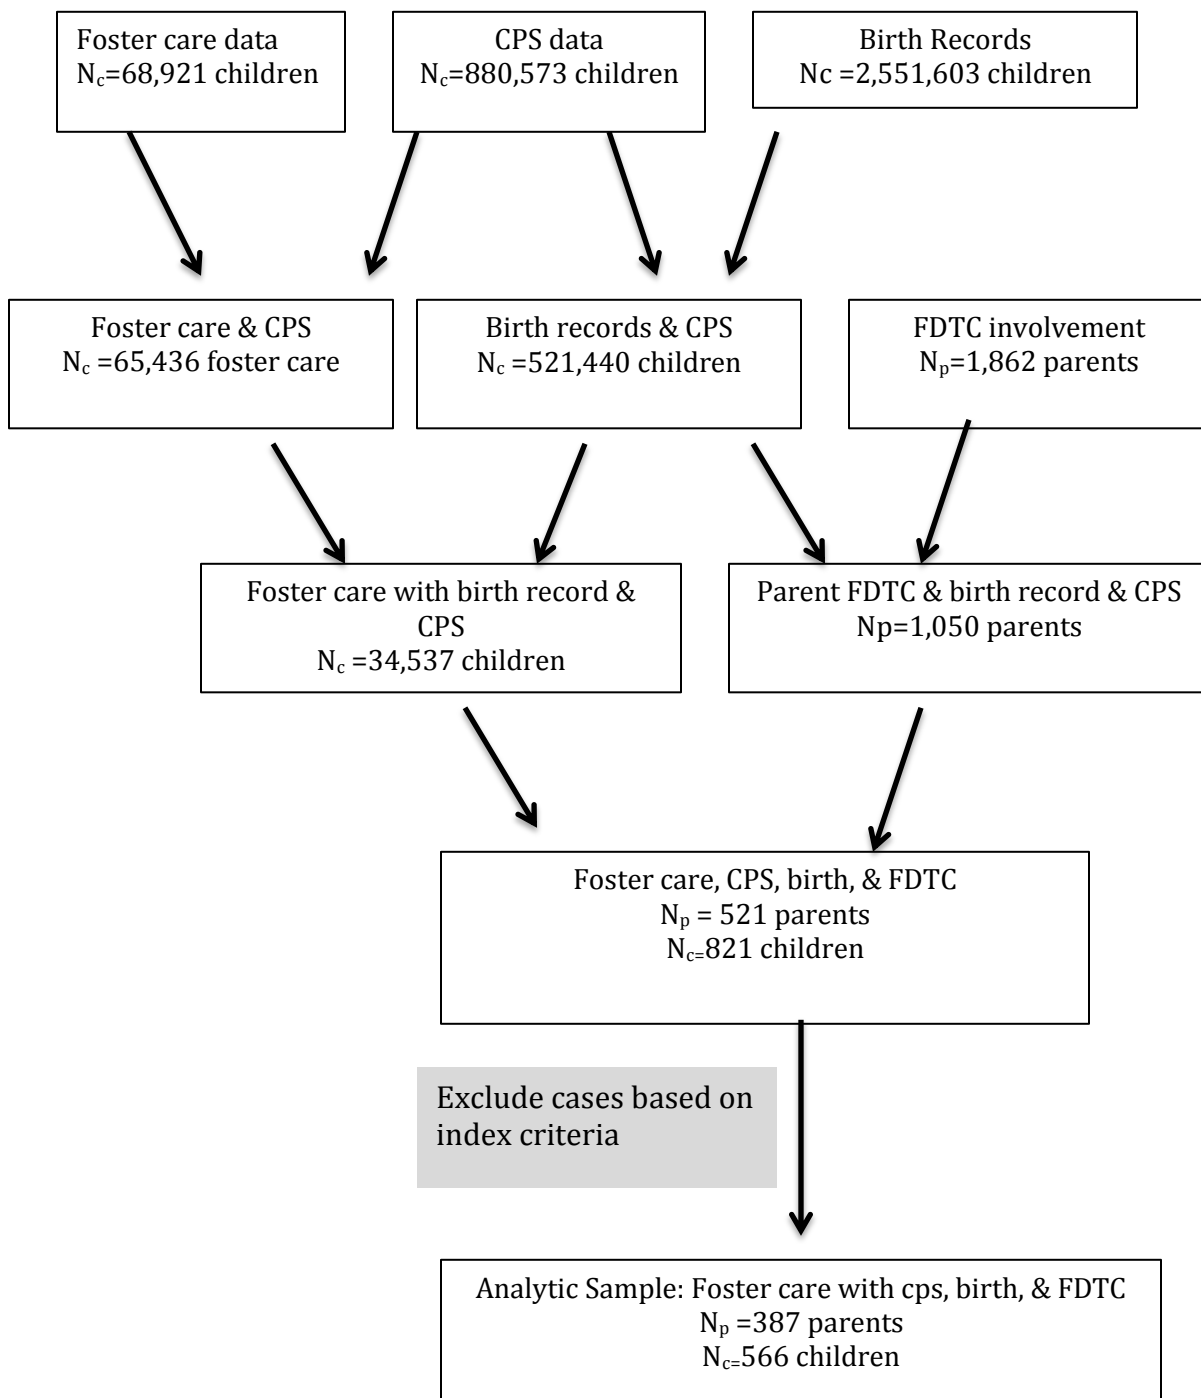 Foster care data
Nc=68,921 children
CPS data
Nc=880,573 children
Birth Records
Nc =2,551,603 children
Foster care & CPS
Nc =65,436 foster care
Birth records & CPS
Nc =521,440 children
FDTC involvement
Np=1,862 parents
Foster care with birth record &
CPS
Nc =34,537 children
Parent FDTC & birth record & CPS
Np=1,050 parents
Foster care, CPS, birth, & FDTC
Np = 521 parents
Nc=821 children
Exclude cases based on
index criteria
Analytic Sample: Foster care with cps, birth, & FDTC
Np =387 parents
Nc=566 children